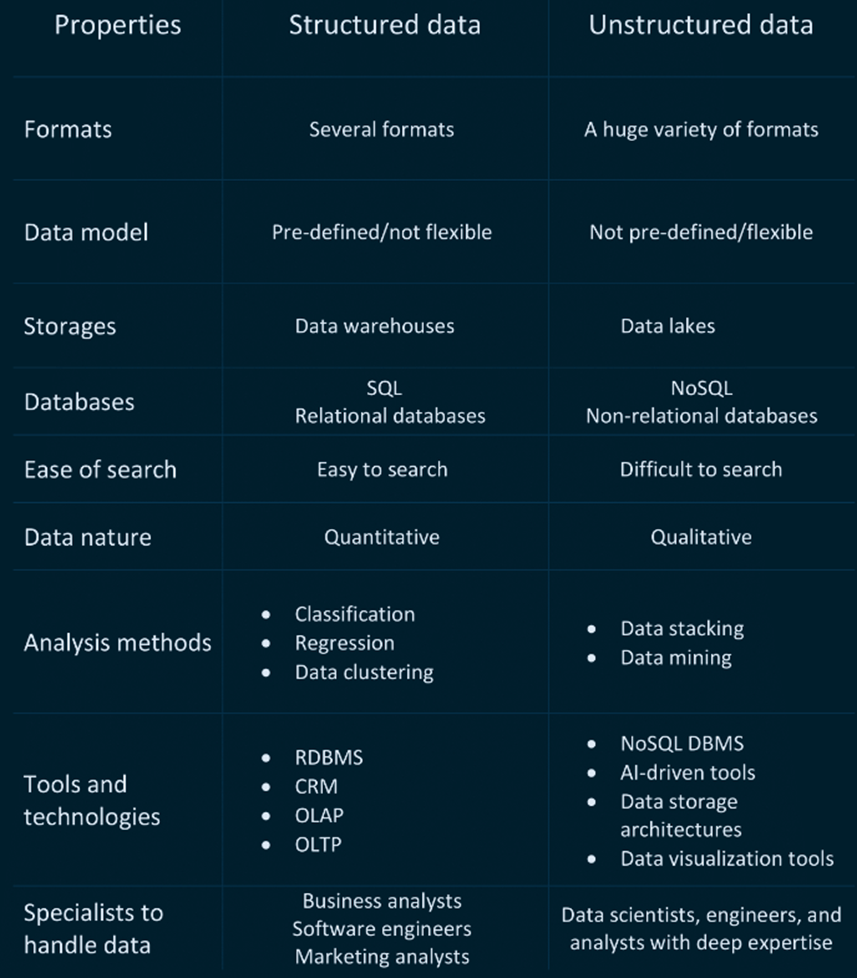 Properties
Structured data
Unstructured data
Formats
Several formats
A huge variety of formats
Data model
Pre-defined/not flexible
Not pre-defined/flexible
Storages
Data warehouses
Data lakes
Databases
SQL
Relational databases
NoSQL
Non-relational databases
Ease of search
Easy to search
Difficult to search
Data nature
Quantitative
Qualitative
Analysis methods
• Classification
• Regression
• Data clustering
• Data stacking
• Data mining
Tools and
technologies
• RDBMS
• CRM
• OLAP
• OLTP
• NoSQL DBMS
• AI-driven tools
• Data storage
architectures
• Data visualization tools
Specialists to
handle data
Business analysts
Software engineers
Marketing analysts
Data scientists, engineers, and
analysts with deep expertise